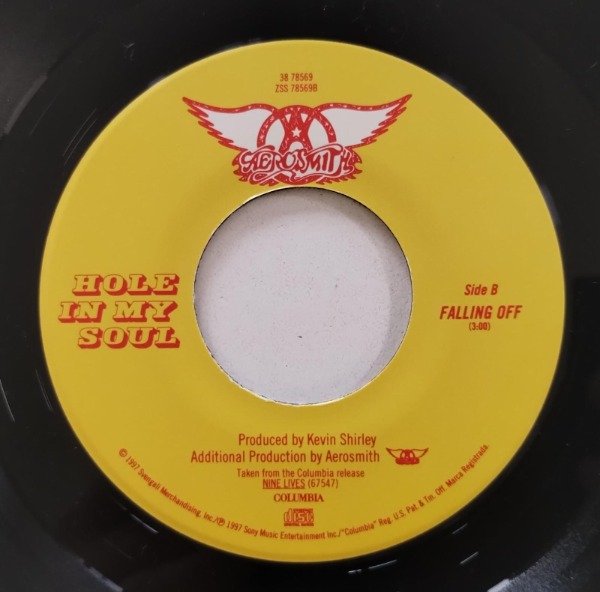 38 78569
ZSS 78569B
AEROSMITH
HOLE
IN MY
SOUL
Side B
FALLING OFF
(3:00)
Produced by Kevin Shirley
Additional Production by Aerosmith
Taken from the Columbia release
NINE LIVES (67547)
COLUMBIA
COMPACT
disc
© 1997 Svengali Merchandising, Inc./℗ 1997 Sony Music Entertainment Inc./"Columbia" Reg. U.S. Pat. & Tm. Off. Marca Registrada.